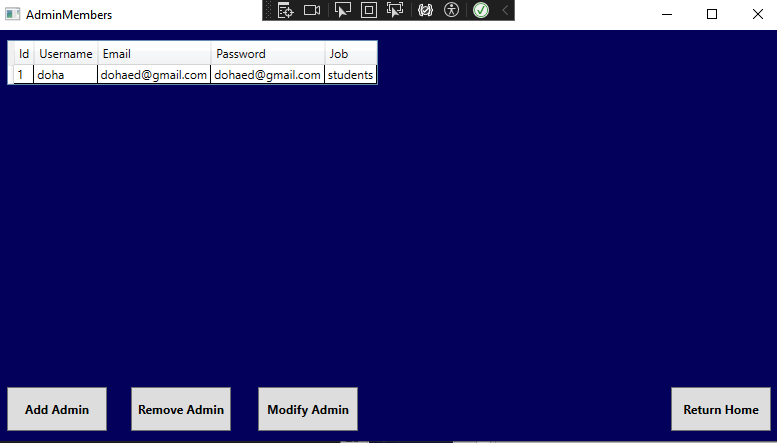 AdminMembers
Id Username Email Password Job
1 doha dohaed@gmail.com dohaed@gmail.com students
Add Admin Remove Admin Modify Admin Return Home